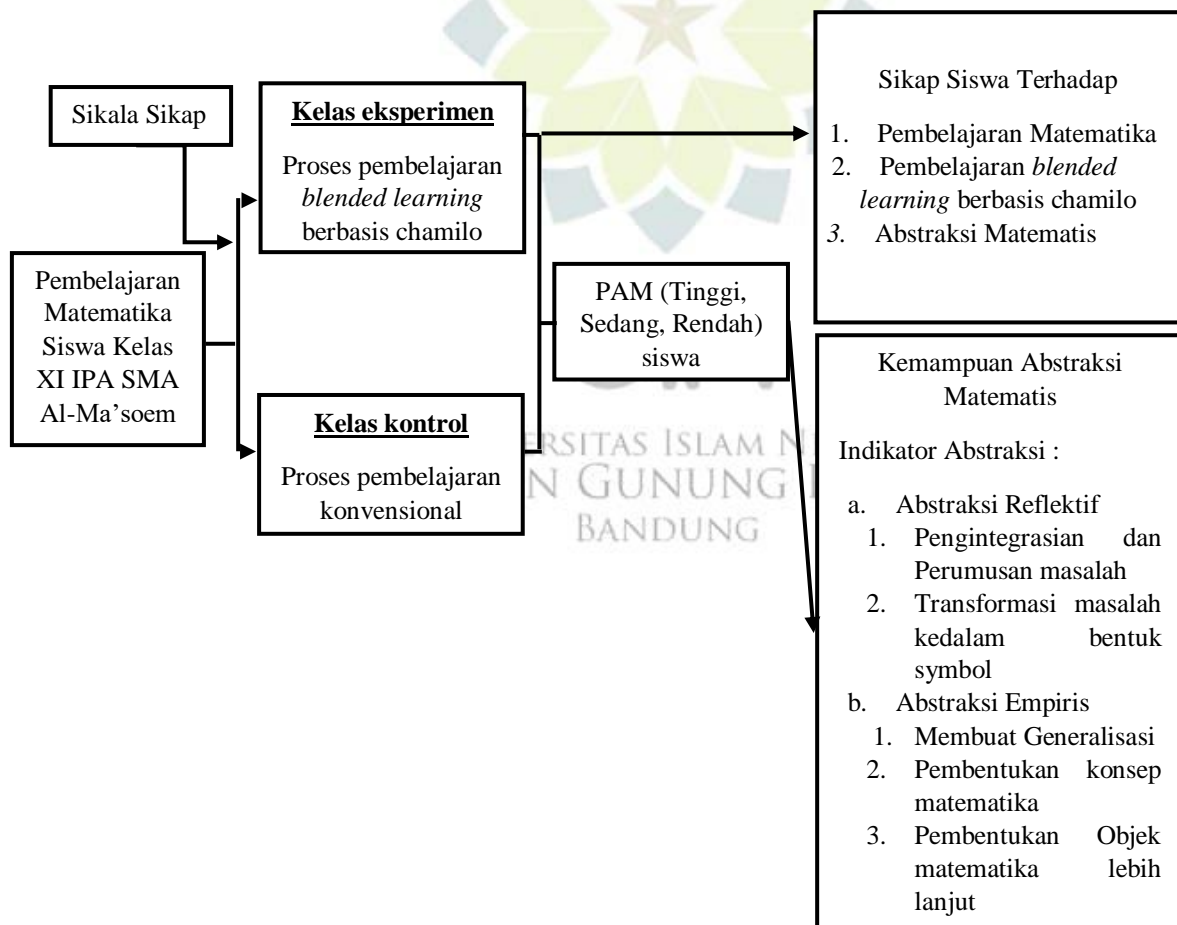 Sikala Sikap
Pembelajaran
Matematika
Siswa Kelas
XI IPA SMA
Al-Ma’soem
Kelas eksperimen
Proses pembelajaran
blended learning
berbasis chamilo
Kelas kontrol
Proses pembelajaran
konvensional
PAM (Tinggi,
Sedang, Rendah)
siswa
Sikap Siswa Terhadap
1. Pembelajaran Matematika
2. Pembelajaran blended
learning berbasis chamilo
3. Abstraksi Matematis
Kemampuan Abstraksi
Matematis
Indikator Abstraksi :
a. Abstraksi Reflektif
1. Pengintegrasian dan
Perumusan masalah
2. Transformasi masalah
kedalam bentuk
symbol
b. Abstraksi Empiris
1. Membuat Generalisasi
2. Pembentukan konsep
matematika
3. Pembentukan Objek
matematika lebih
lanjut
ISLAM
GUNUNG
BANDUNG